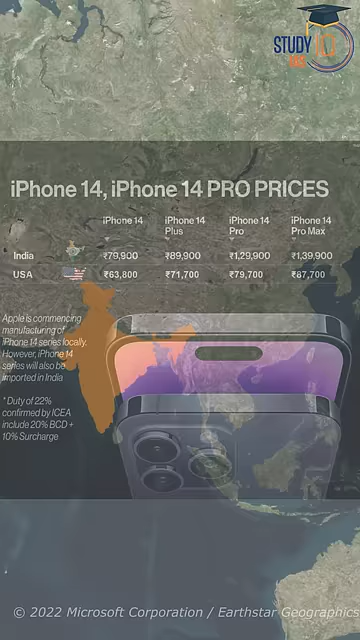 STUDY IQ
IAS
iPhone 14, iPhone 14 PRO PRICES
iPhone 14 iPhone 14 Plus iPhone 14 Pro iPhone 14 Pro Max
India ₹79,900 ₹89,900 ₹1,29,900 ₹1,39,900
USA ₹63,800 ₹71,700 ₹79,700 ₹87,700
Apple is commencing
manufacturing of
iPhone 14 series locally.
However, iPhone 14
series will also be
imported in India
* Duty of 22%
confirmed by ICEA
include 20% BCD +
10% Surcharge
© 2022 Microsoft Corporation / Earthstar Geographics